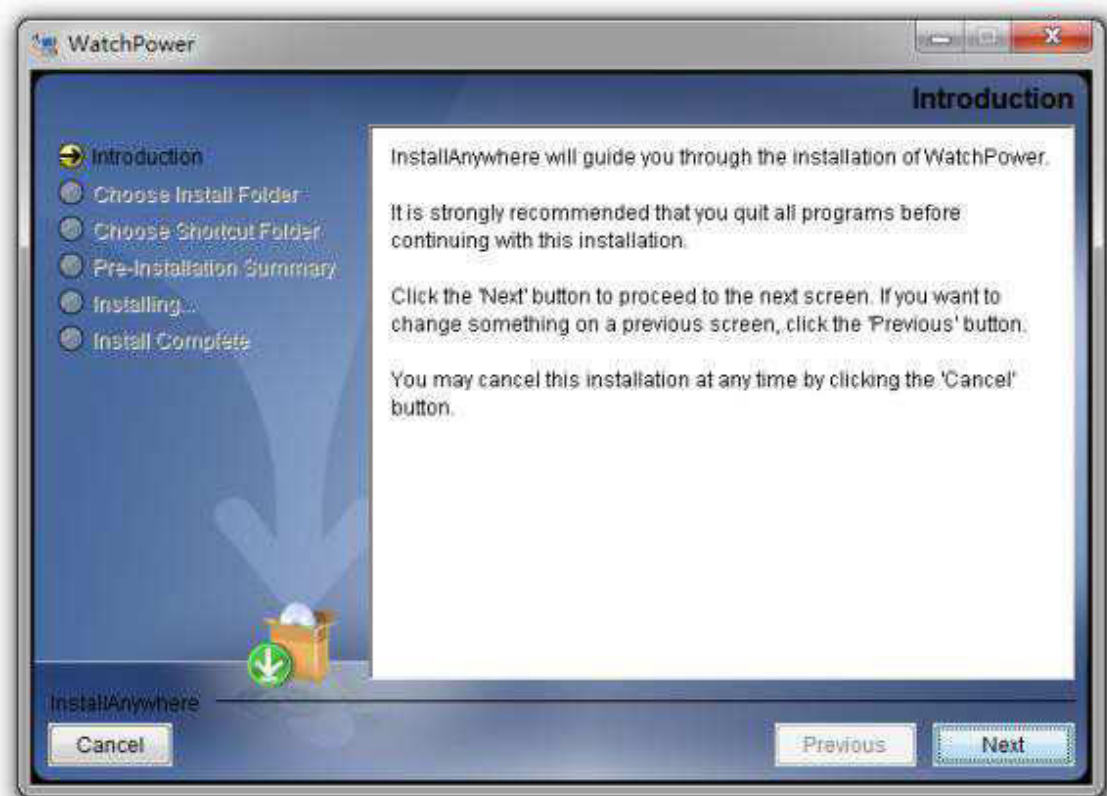 WatchPower
Introduction
Introduction
Choose Install Folder
Choose Shortcut Folder
Pre-Installation Summary
Installing...
Install Complete
InstallAnywhere will guide you through the installation of WatchPower.
It is strongly recommended that you quit all programs before
continuing with this installation.
Click the 'Next' button to proceed to the next screen. If you want to
change something on a previous screen, click the 'Previous' button.
You may cancel this installation at any time by clicking the 'Cancel'
button.
InstallAnywhere
Cancel
Previous
Next